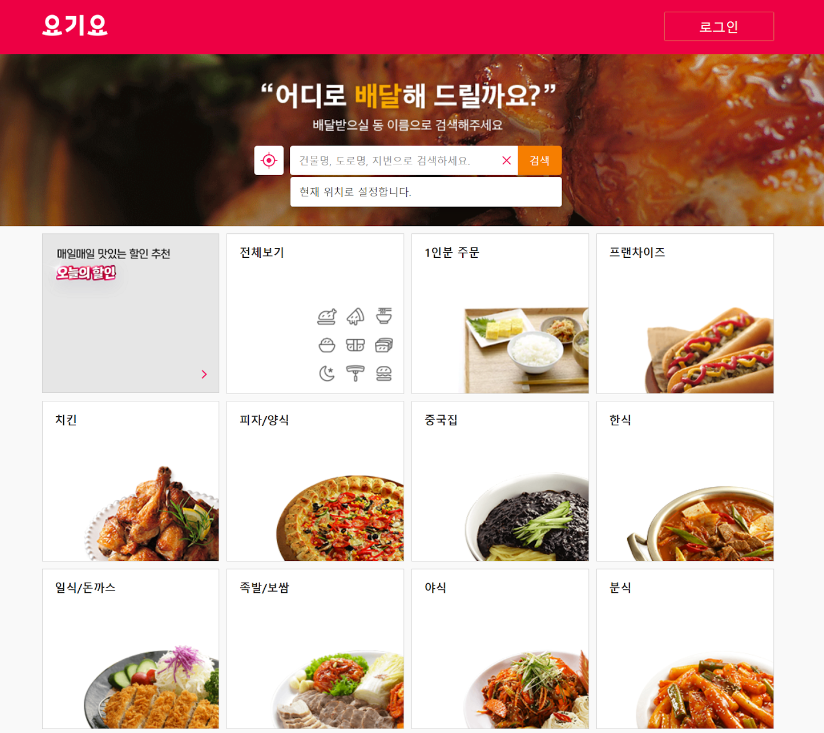 요기요
로그인
“어디로 배달해 드릴까요?”
배달받으실 동 이름으로 검색해주세요
건물명, 도로명, 지번으로 검색하세요.
검색
현재 위치로 설정합니다.
매일매일 맛있는 할인 추천
오늘의 할인
전체보기
1인분 주문
프랜차이즈
치킨
피자/양식
중국집
한식
일식/돈까스
족발/보쌈
야식
분식